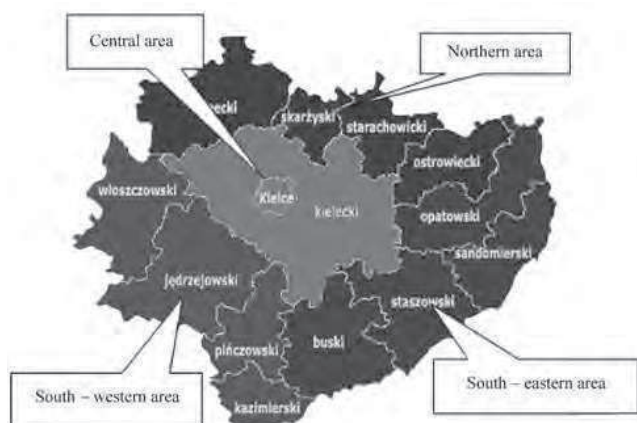 Central area
Northern area
skarżyski
starachowicki
ostrowiecki
włoszczowski
Kielce
kielecki
opatowski
sandomierski
jędrzejowski
staszowski
pińczowski
buski
South – western area
South – eastern area
kazimierski